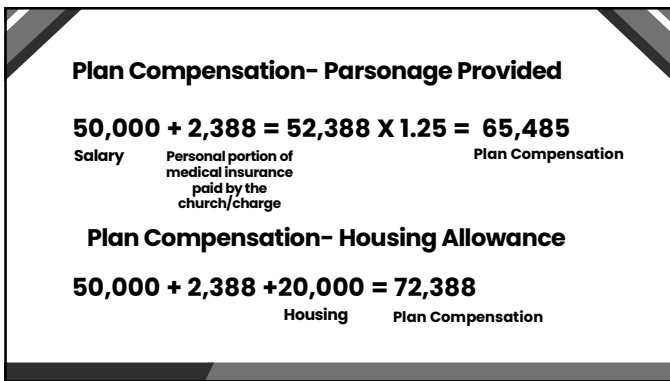 Plan Compensation- Parsonage Provided
50,000 + 2,388 = 52,388 X 1.25 = 65,485
Salary
Personal portion of
medical insurance
paid by the
church/charge
Plan Compensation
Plan Compensation- Housing Allowance
50,000 + 2,388 +20,000 = 72,388
Housing
Plan Compensation